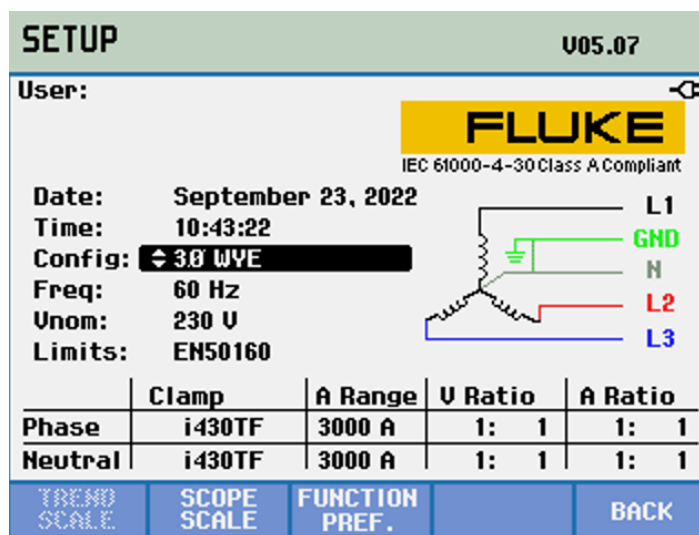 SETUP
V05.07
User:
FLUKE
IEC 61000-4-30 Class A Compliant
Date: September 23, 2022
Time: 10:43:22
Config: 3Ø WYE
Freq: 60 Hz
Vnom: 230 V
Limits: EN50160
L1
GND
N
L2
L3
Clamp A Range V Ratio A Ratio
Phase i430TF 3000 A 1: 1 1: 1
Neutral i430TF 3000 A 1: 1 1: 1
TREND SCOPE FUNCTION
SCALE SCALE PREF. BACK